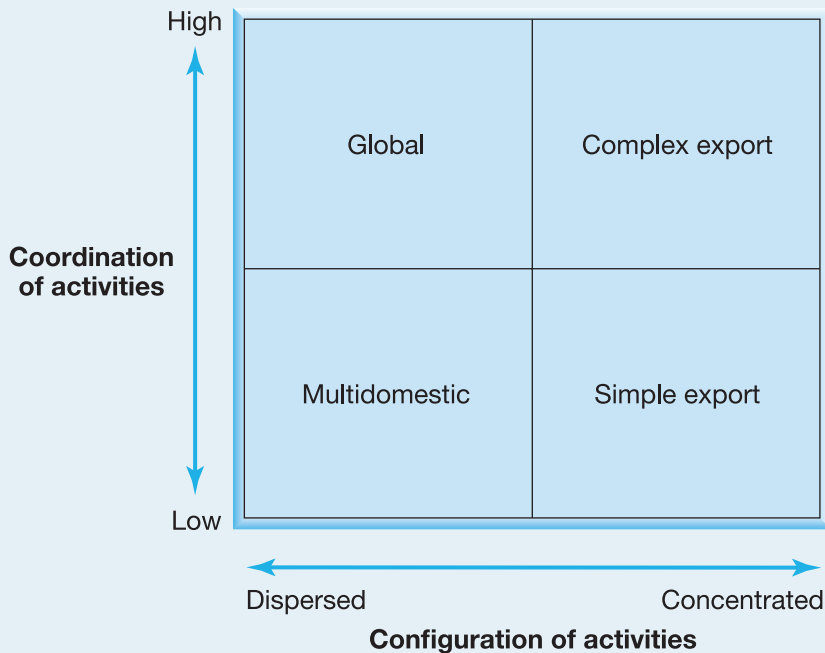 High
Global
Complex export
Coordination
of activities
Multidomestic
Simple export
Low
Dispersed
Concentrated
Configuration of activities